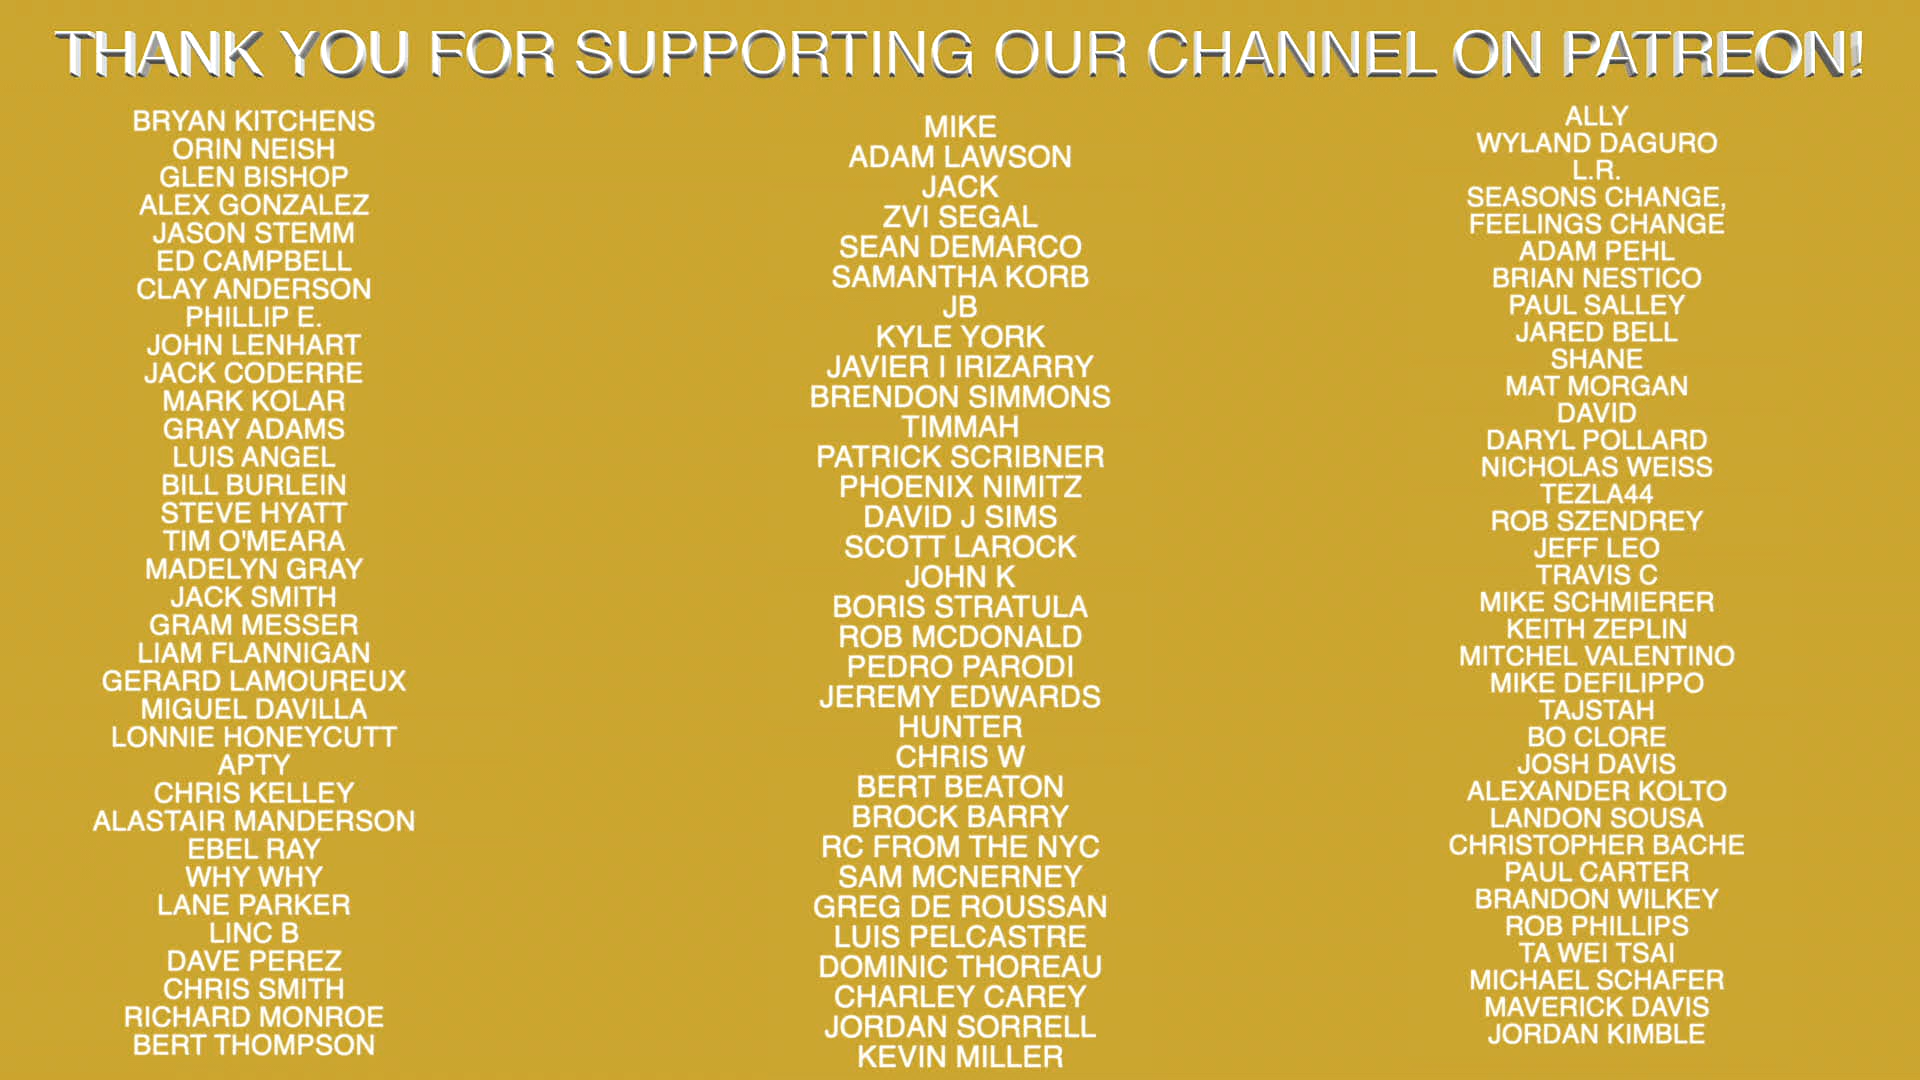 THANK YOU FOR SUPPORTING OUR CHANNEL ON PATREON!
BRYAN KITCHENS
ORIN NEISH
GLEN BISHOP
ALEX GONZALEZ
JASON STEMM
ED CAMPBELL
CLAY ANDERSON
PHILLIP E.
JOHN LENHART
JACK CODERRE
MARK KOLAR
GRAY ADAMS
LUIS ANGEL
BILL BURLEIN
STEVE HYATT
TIM O'MEARA
MADELYN GRAY
JACK SMITH
GRAM MESSER
LIAM FLANNIGAN
GERARD LAMOUREUX
MIGUEL DAVILLA
LONNIE HONEYCUTT
APTY
CHRIS KELLEY
ALASTAIR MANDERSON
EBEL RAY
WHY WHY
LANE PARKER
LINC B
DAVE PEREZ
CHRIS SMITH
RICHARD MONROE
BERT THOMPSON
MIKE
ADAM LAWSON
JACK
ZVI SEGAL
SEAN DEMARCO
SAMANTHA KORB
JB
KYLE YORK
JAVIER I IRIZARRY
BRENDON SIMMONS
TIMMAH
PATRICK SCRIBNER
PHOENIX NIMITZ
DAVID J SIMS
SCOTT LAROCK
JOHN K
BORIS STRATULA
ROB MCDONALD
PEDRO PARODI
JEREMY EDWARDS
HUNTER
CHRIS W
BERT BEATON
BROCK BARRY
RC FROM THE NYC
SAM MCNERNEY
GREG DE ROUSSAN
LUIS PELCASTRE
DOMINIC THOREAU
CHARLEY CAREY
JORDAN SORRELL
KEVIN MILLER
ALLY
WYLAND DAGURO
L.R.
SEASONS CHANGE,
FEELINGS CHANGE
ADAM PEHL
BRIAN NESTICO
PAUL SALLEY
JARED BELL
SHANE
MAT MORGAN
DAVID
DARYL POLLARD
NICHOLAS WEISS
TEZLA44
ROB SZENDREY
JEFF LEO
TRAVIS C
MIKE SCHMIERER
KEITH ZEPLIN
MITCHEL VALENTINO
MIKE DEFILIPPO
TAJSTAH
BO CLORE
JOSH DAVIS
ALEXANDER KOLTO
LANDON SOUSA
CHRISTOPHER BACHE
PAUL CARTER
BRANDON WILKEY
ROB PHILLIPS
TA WEI TSAI
MICHAEL SCHAFER
MAVERICK DAVIS
JORDAN KIMBLE